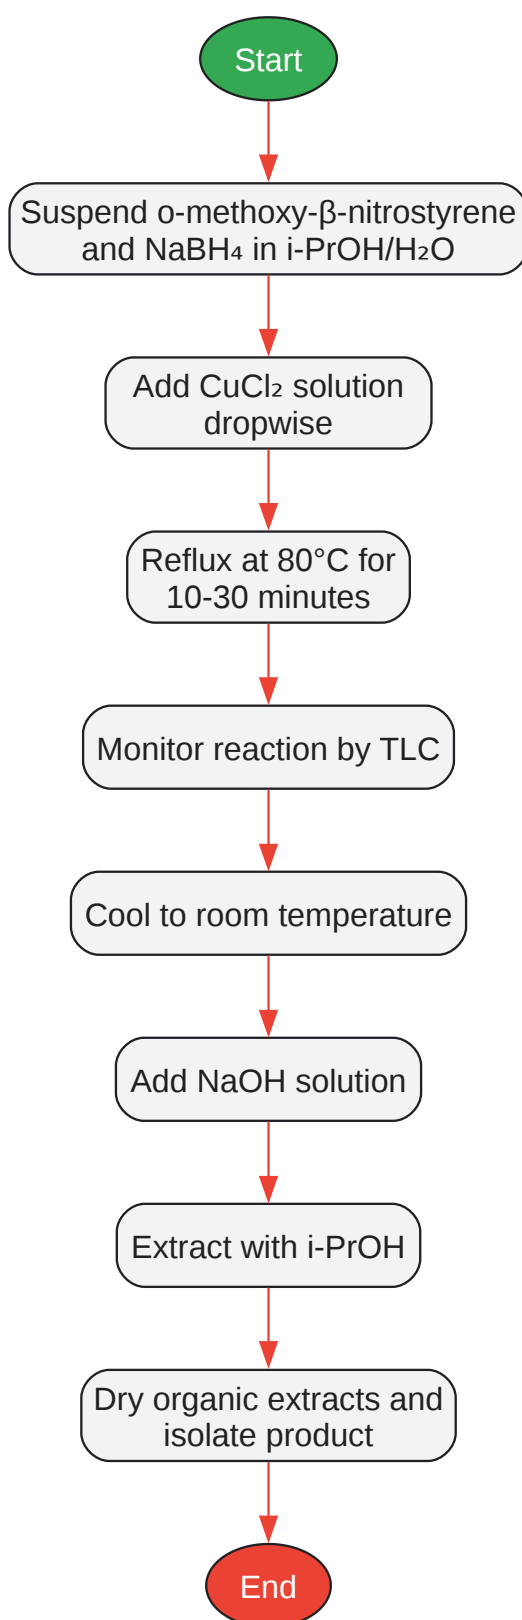 Start
Suspend o-methoxy-β-nitrostyrene
and NaBH₄ in i-PrOH/H₂O
Add CuCl₂ solution
dropwise
Reflux at 80°C for
10-30 minutes
Monitor reaction by TLC
Cool to room temperature
Add NaOH solution
Extract with i-PrOH
Dry organic extracts and
isolate product
End